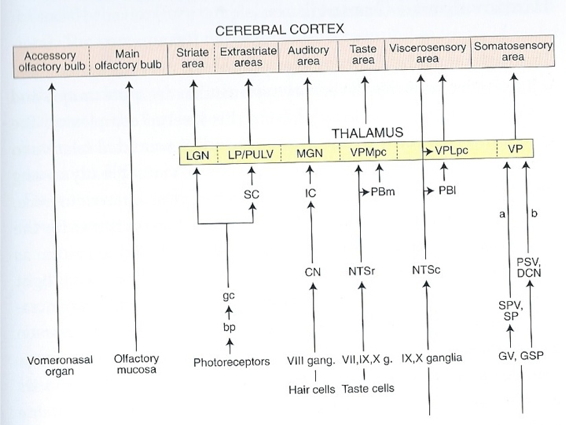 CEREBRAL CORTEX
Accessory olfactory bulb
Main olfactory bulb
Striate area
Extrastriate areas
Auditory area
Taste area
Viscerosensory area
Somatosensory area
THALAMUS
LGN
LP/PULV
MGN
VPMpc
VPLpc
VP
SC
IC
PBm
PBl
a
b
CN
NTSr
NTSc
PSV, DCN
gc
SPV, SP
bp
Vomeronasal organ
Olfactory mucosa
Photoreceptors
VIII gang.
VII,IX,X g.
IX,X ganglia
GV, GSP
Hair cells
Taste cells